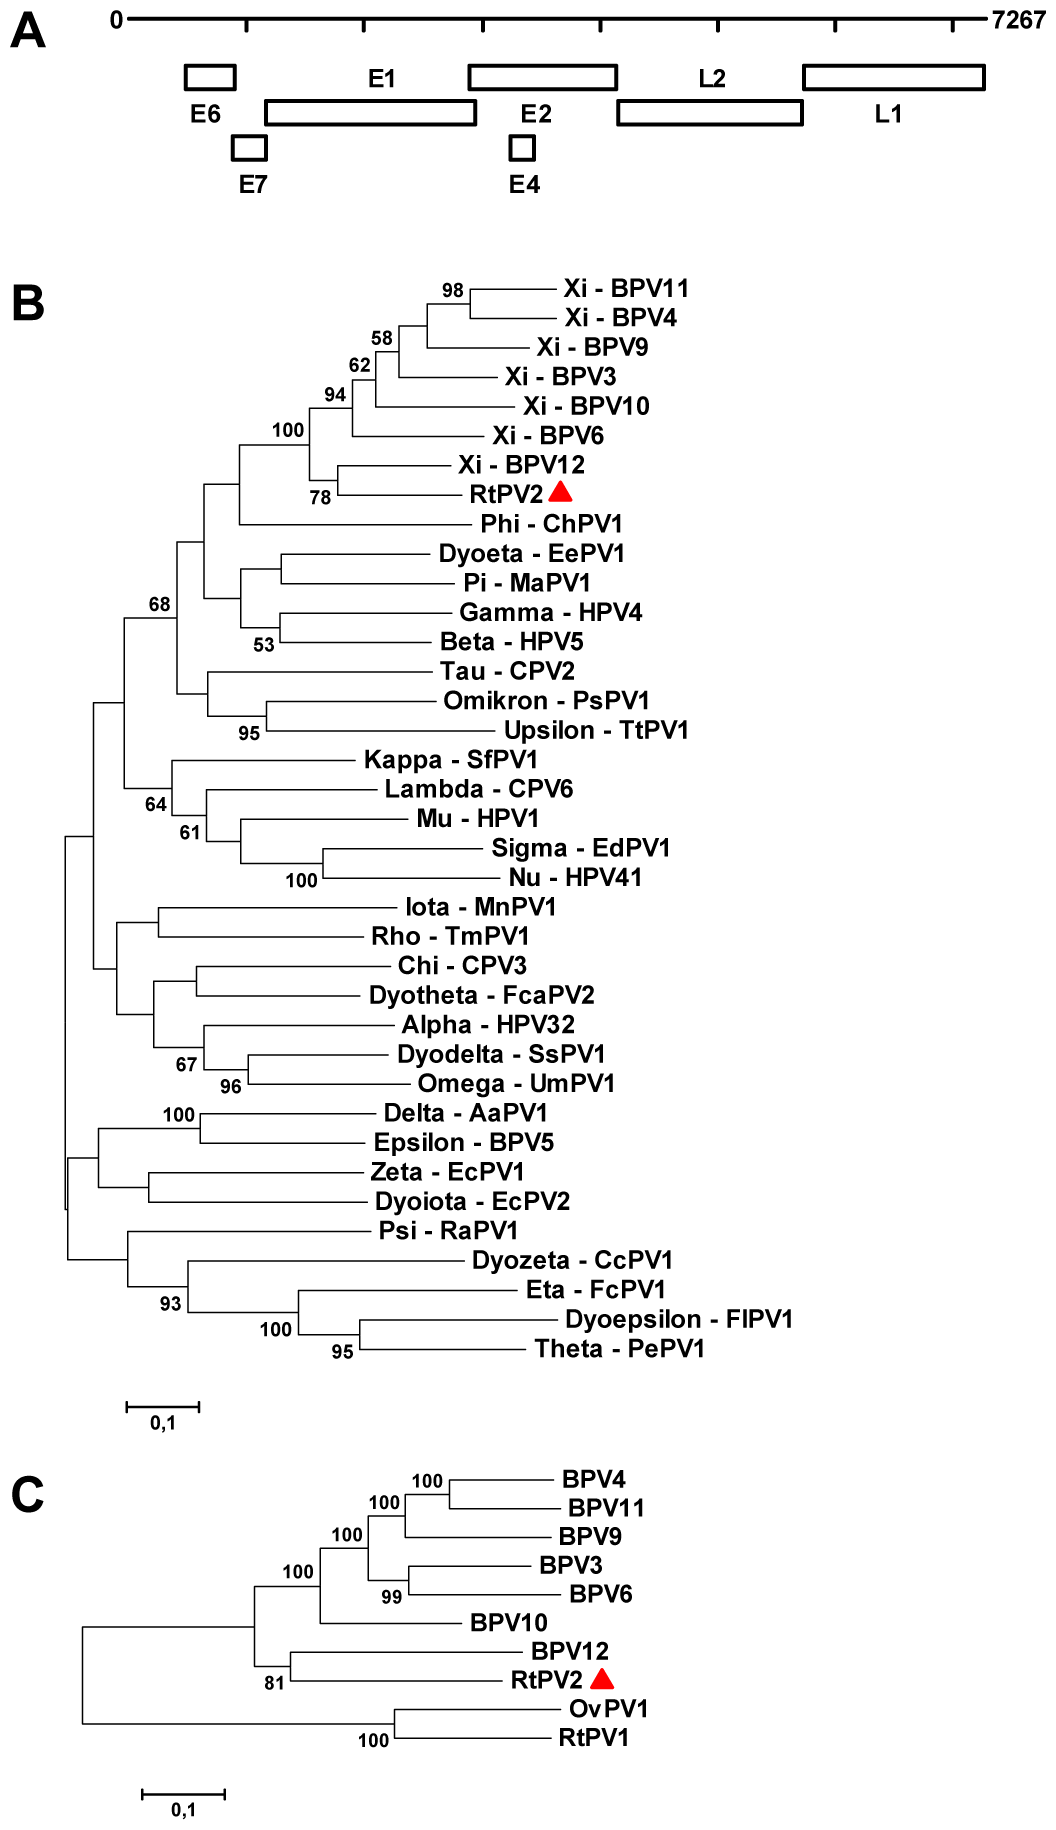 A
0 7267
E1 L2
E6 E2 L1
E7 E4
B
98 Xi - BPV11
Xi - BPV4
58 Xi - BPV9
62 Xi - BPV3
94 Xi - BPV10
100 Xi - BPV6
Xi - BPV12
78 RtPV2
Phi - ChPV1
Dyoeta - EePV1
Pi - MaPV1
68 Gamma - HPV4
53 Beta - HPV5
Tau - CPV2
Omikron - PsPV1
95 Upsilon - TtPV1
Kappa - SfPV1
64 Lambda - CPV6
61 Mu - HPV1
Sigma - EdPV1
100 Nu - HPV41
Iota - MnPV1
Rho - TmPV1
Chi - CPV3
Dyotheta - FcaPV2
Alpha - HPV32
67 Dyodelta - SsPV1
96 Omega - UmPV1
100 Delta - AaPV1
Epsilon - BPV5
Zeta - EcPV1
Dyoiota - EcPV2
Psi - RaPV1
Dyozeta - CcPV1
93 Eta - FcPV1
100 Dyoepsilon - FlPV1
95 Theta - PePV1
0,1
C
100 BPV4
100 BPV11
100 BPV9
100 BPV3
99 BPV6
BPV10
BPV12
81 RtPV2
OvPV1
100 RtPV1
0,1